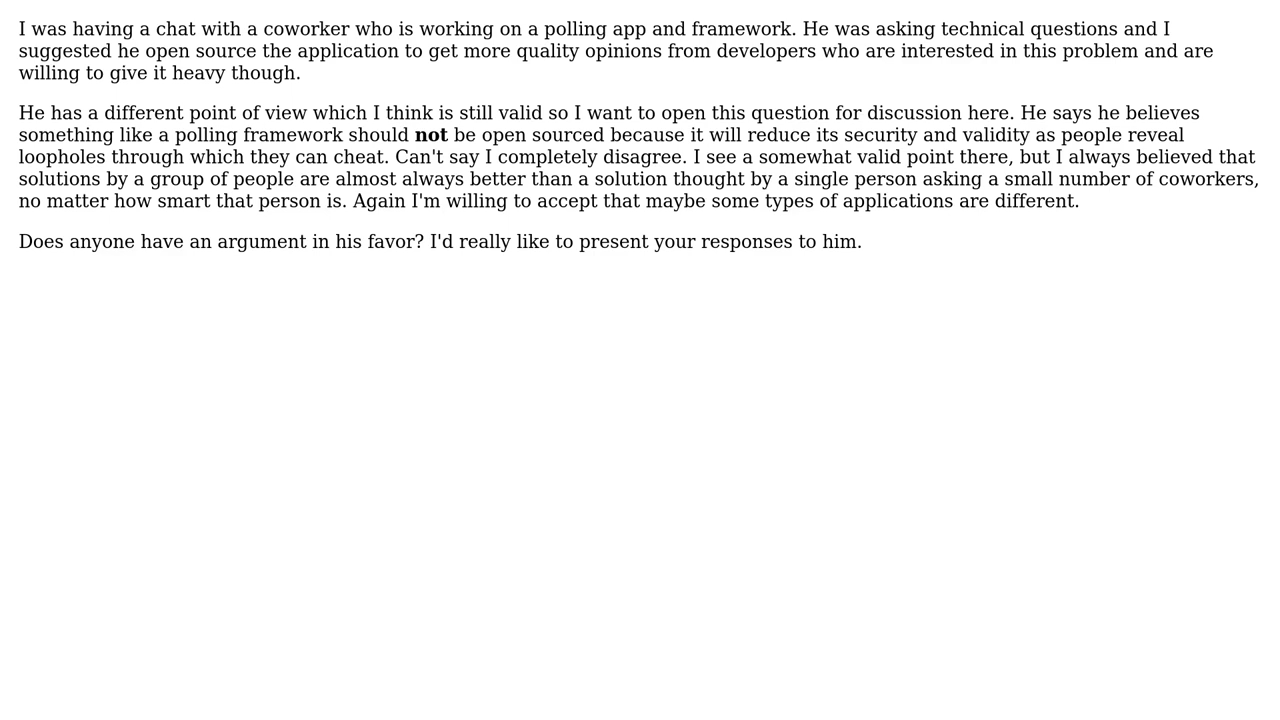 I was having a chat with a coworker who is working on a polling app and framework. He was asking technical questions and I
suggested he open source the application to get more quality opinions from developers who are interested in this problem and are
willing to give it heavy though.
He has a different point of view which I think is still valid so I want to open this question for discussion here. He says he believes
something like a polling framework should not be open sourced because it will reduce its security and validity as people reveal
loopholes through which they can cheat. Can't say I completely disagree. I see a somewhat valid point there, but I always believed that
solutions by a group of people are almost always better than a solution thought by a single person asking a small number of coworkers,
no matter how smart that person is. Again I'm willing to accept that maybe some types of applications are different.
Does anyone have an argument in his favor? I'd really like to present your responses to him.